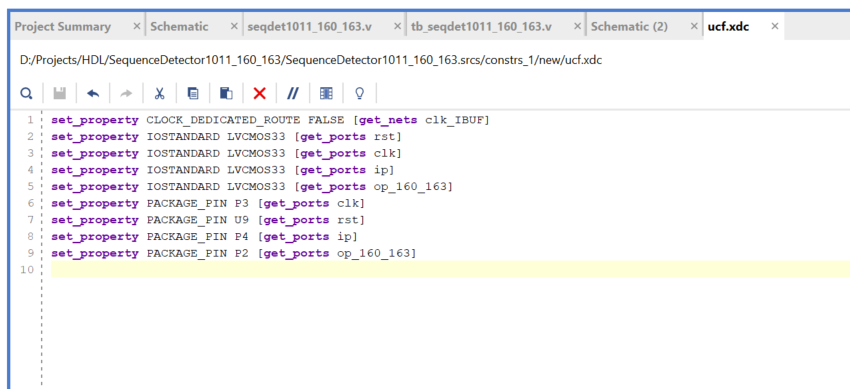 Project Summary × Schematic × seqdet1011_160_163.v × tb_seqdet1011_160_163.v × Schematic (2) × ucf.xdc ×
D:/Projects/HDL/SequenceDetector1011_160_163/SequenceDetector1011_160_163.srcs/constrs_1/new/ucf.xdc
1 set_property CLOCK_DEDICATED_ROUTE FALSE [get_nets clk_IBUF]
2 set_property IOSTANDARD LVCMOS33 [get_ports rst]
3 set_property IOSTANDARD LVCMOS33 [get_ports clk]
4 set_property IOSTANDARD LVCMOS33 [get_ports ip]
5 set_property IOSTANDARD LVCMOS33 [get_ports op_160_163]
6 set_property PACKAGE_PIN P3 [get_ports clk]
7 set_property PACKAGE_PIN U9 [get_ports rst]
8 set_property PACKAGE_PIN P4 [get_ports ip]
9 set_property PACKAGE_PIN P2 [get_ports op_160_163]
10